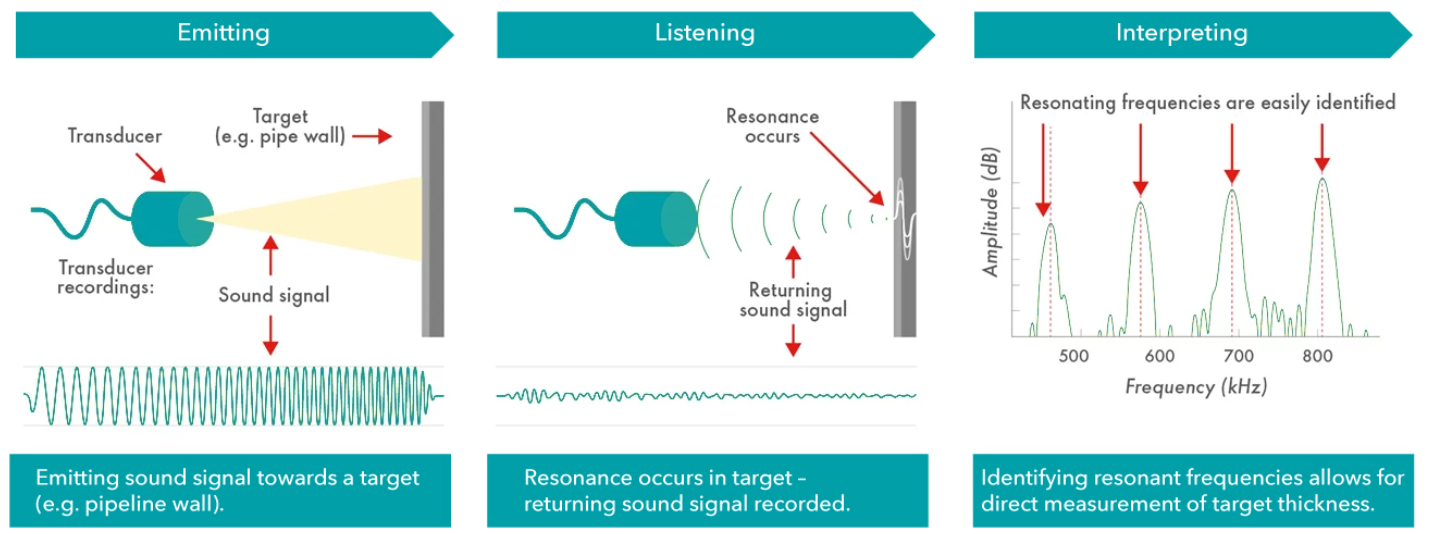 Emitting
Transducer
Target
(e.g. pipe wall)
Transducer
recordings:
Sound signal
Emitting sound signal towards a target
(e.g. pipeline wall).
Listening
Resonance
occurs
Returning
sound signal
Resonance occurs in target –
returning sound signal recorded.
Interpreting
Resonating frequencies are easily identified
Amplitude (dB)
500 600 700 800
Frequency (kHz)
Identifying resonant frequencies allows for
direct measurement of target thickness.